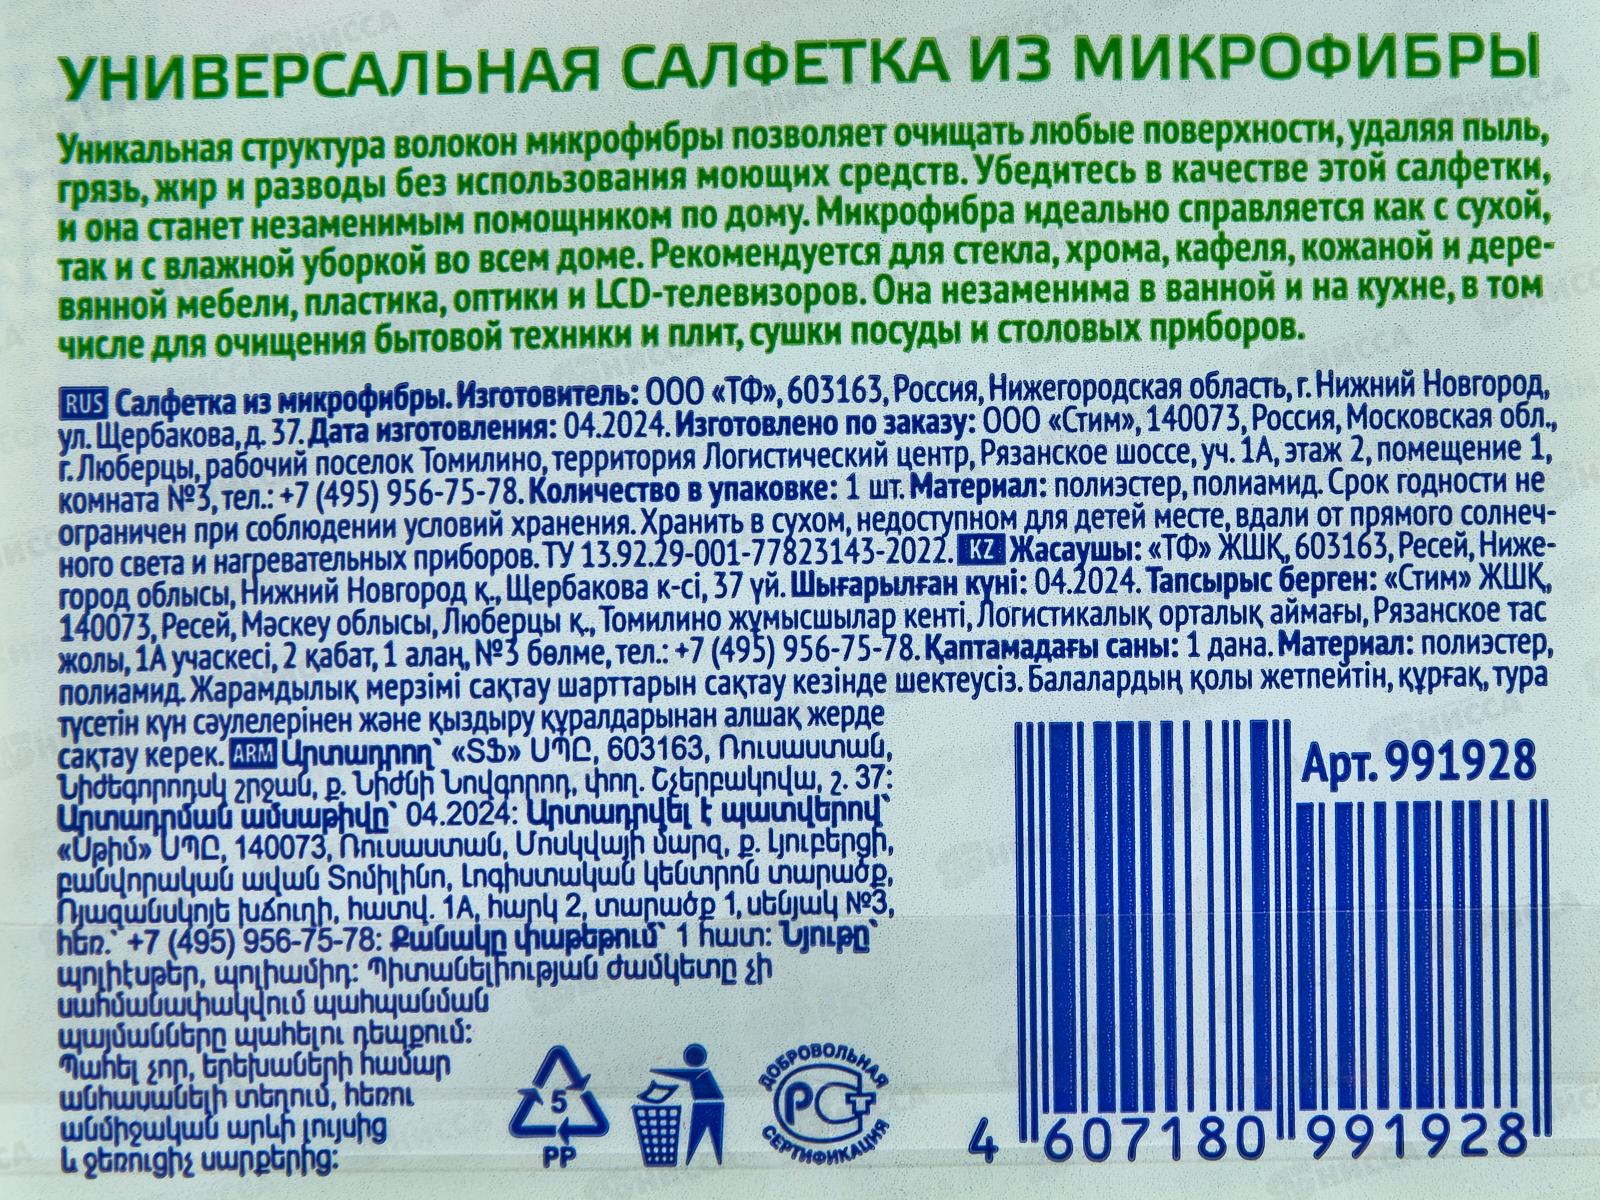 УНИВЕРСАЛЬНАЯ САЛФЕТКА ИЗ МИКРОФИБРЫ
Уникальная структура волокон микрофибры позволяет очищать любые поверхности, удаляя пыль,
грязь, жир и разводы без использования моющих средств. Убедитесь в качестве этой салфетки,
и она станет незаменимым помощником по дому. Микрофибра идеально справляется как с сухой,
так и с влажной уборкой во всем доме. Рекомендуется для стекла, хрома, кафеля, кожаной и дере-
вянной мебели, пластика, оптики и LCD-телевизоров. Она незаменима в ванной и на кухне, в том
числе для очищения бытовой техники и плит, сушки посуды и столовых приборов.
RUS Салфетка из микрофибры. Изготовитель: ООО «ТФ», 603163, Россия, Нижегородская область, г. Нижний Новгород,
ул. Щербакова, д. 37. Дата изготовления: 04.2024. Изготовлено по заказу: ООО «Стим», 140073, Россия, Московская обл.,
г. Люберцы, рабочий поселок Томилино, территория Логистический центр, Рязанское шоссе, уч. 1А, этаж 2, помещение 1,
комната №3, тел.: +7 (495) 956-75-78. Количество в упаковке: 1 шт. Материал: полиэстер, полиамид. Срок годности не
ограничен при соблюдении условий хранения. Хранить в сухом, недоступном для детей месте, вдали от прямого солнеч-
ного света и нагревательных приборов. ТУ 13.92.29-001-77823143-2022. KZ Жасаушы: «ТФ» ЖШҚ, 603163, Ресей, Ниже-
город облысы, Нижний Новгород қ., Щербакова к-сі, 37 үй. Шығарылған күні: 04.2024. Тапсырыс берген: «Стим» ЖШҚ,
140073, Ресей, Мәскеу облысы, Люберцы қ., Томилино жұмысшылар кенті, Логистикалық орталық аймағы, Рязанское тас
жолы, 1А учаскесі, 2 қабат, 1 алаң, №3 бөлме, тел.: +7 (495) 956-75-78. Қаптамадағы саны: 1 дана. Материал: полиэстер,
полиамид. Жарамдылық мерзімі сақтау шарттарын сақтау кезінде шектеусіз. Балалардың қолы жетпейтін, құрғақ, тура
түсетін күн сәулелерінен және қыздыру құралдарынан алшақ жерде
сақтау керек. ARM Արտադրող՝ «ՏՖ» ՍՊԸ, 603163, Ռուսաստան,
Նիժեգորոդսկ շրջան, ք. Նիժնի Նովգորոդ, փող. Շչերբակովա, շ. 37:
Արտադրման ամսաթիվը՝ 04.2024: Արտադրվել է պատվերով՝
«Սթիմ» ՍՊԸ, 140073, Ռուսաստան, Մոսկվայի մարզ, ք. Լյուբերցի,
բանվորական ավան Տոմիլինո, Լոգիստական կենտրոն տարածք,
Ռյազանսկոյե խճուղի, հատվ. 1А, հարկ 2, տարածք 1, սենյակ №3,
հեռ.՝ +7 (495) 956-75-78: Քանակը փաթեթում՝ 1 հատ: Նյութը՝
պոլիէսթեր, պոլիամիդ: Պիտանելիության ժամկետը չի
սահմանափակվում պահպանման
պայմանները պահելու դեպքում:
Պահել չոր, երեխաների համար
անհասանելի տեղում, հեռու
անմիջական արևի լույսից
և ջեռուցիչ սարքերից:
Арт. 991928
5
PP
ДОБРОВОЛЬНАЯ
СЕРТИФИКАЦИЯ
4 607180 991928